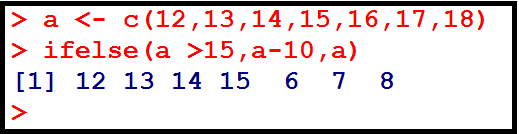 > a <- c(12,13,14,15,16,17,18)
> ifelse(a >15,a-10,a)
[1] 12 13 14 15  6  7  8
>